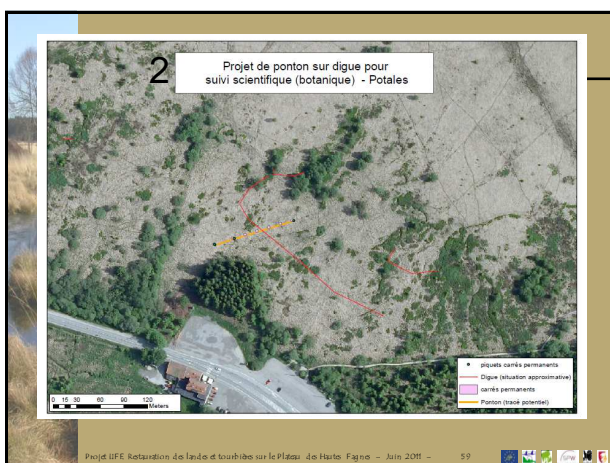 2
Projet de ponton sur digue pour
suivi scientifique (botanique) - Potales
piquets carrés permanents
Digue (situation approximative)
carrés permanents
Ponton (tracé potentiel)
0 15 30 60 90 120
Meters
Projet LIFE Restauration des landes et tourbières sur le Plateau des Hautes Fagnes – Juin 2011 – 59
SPW